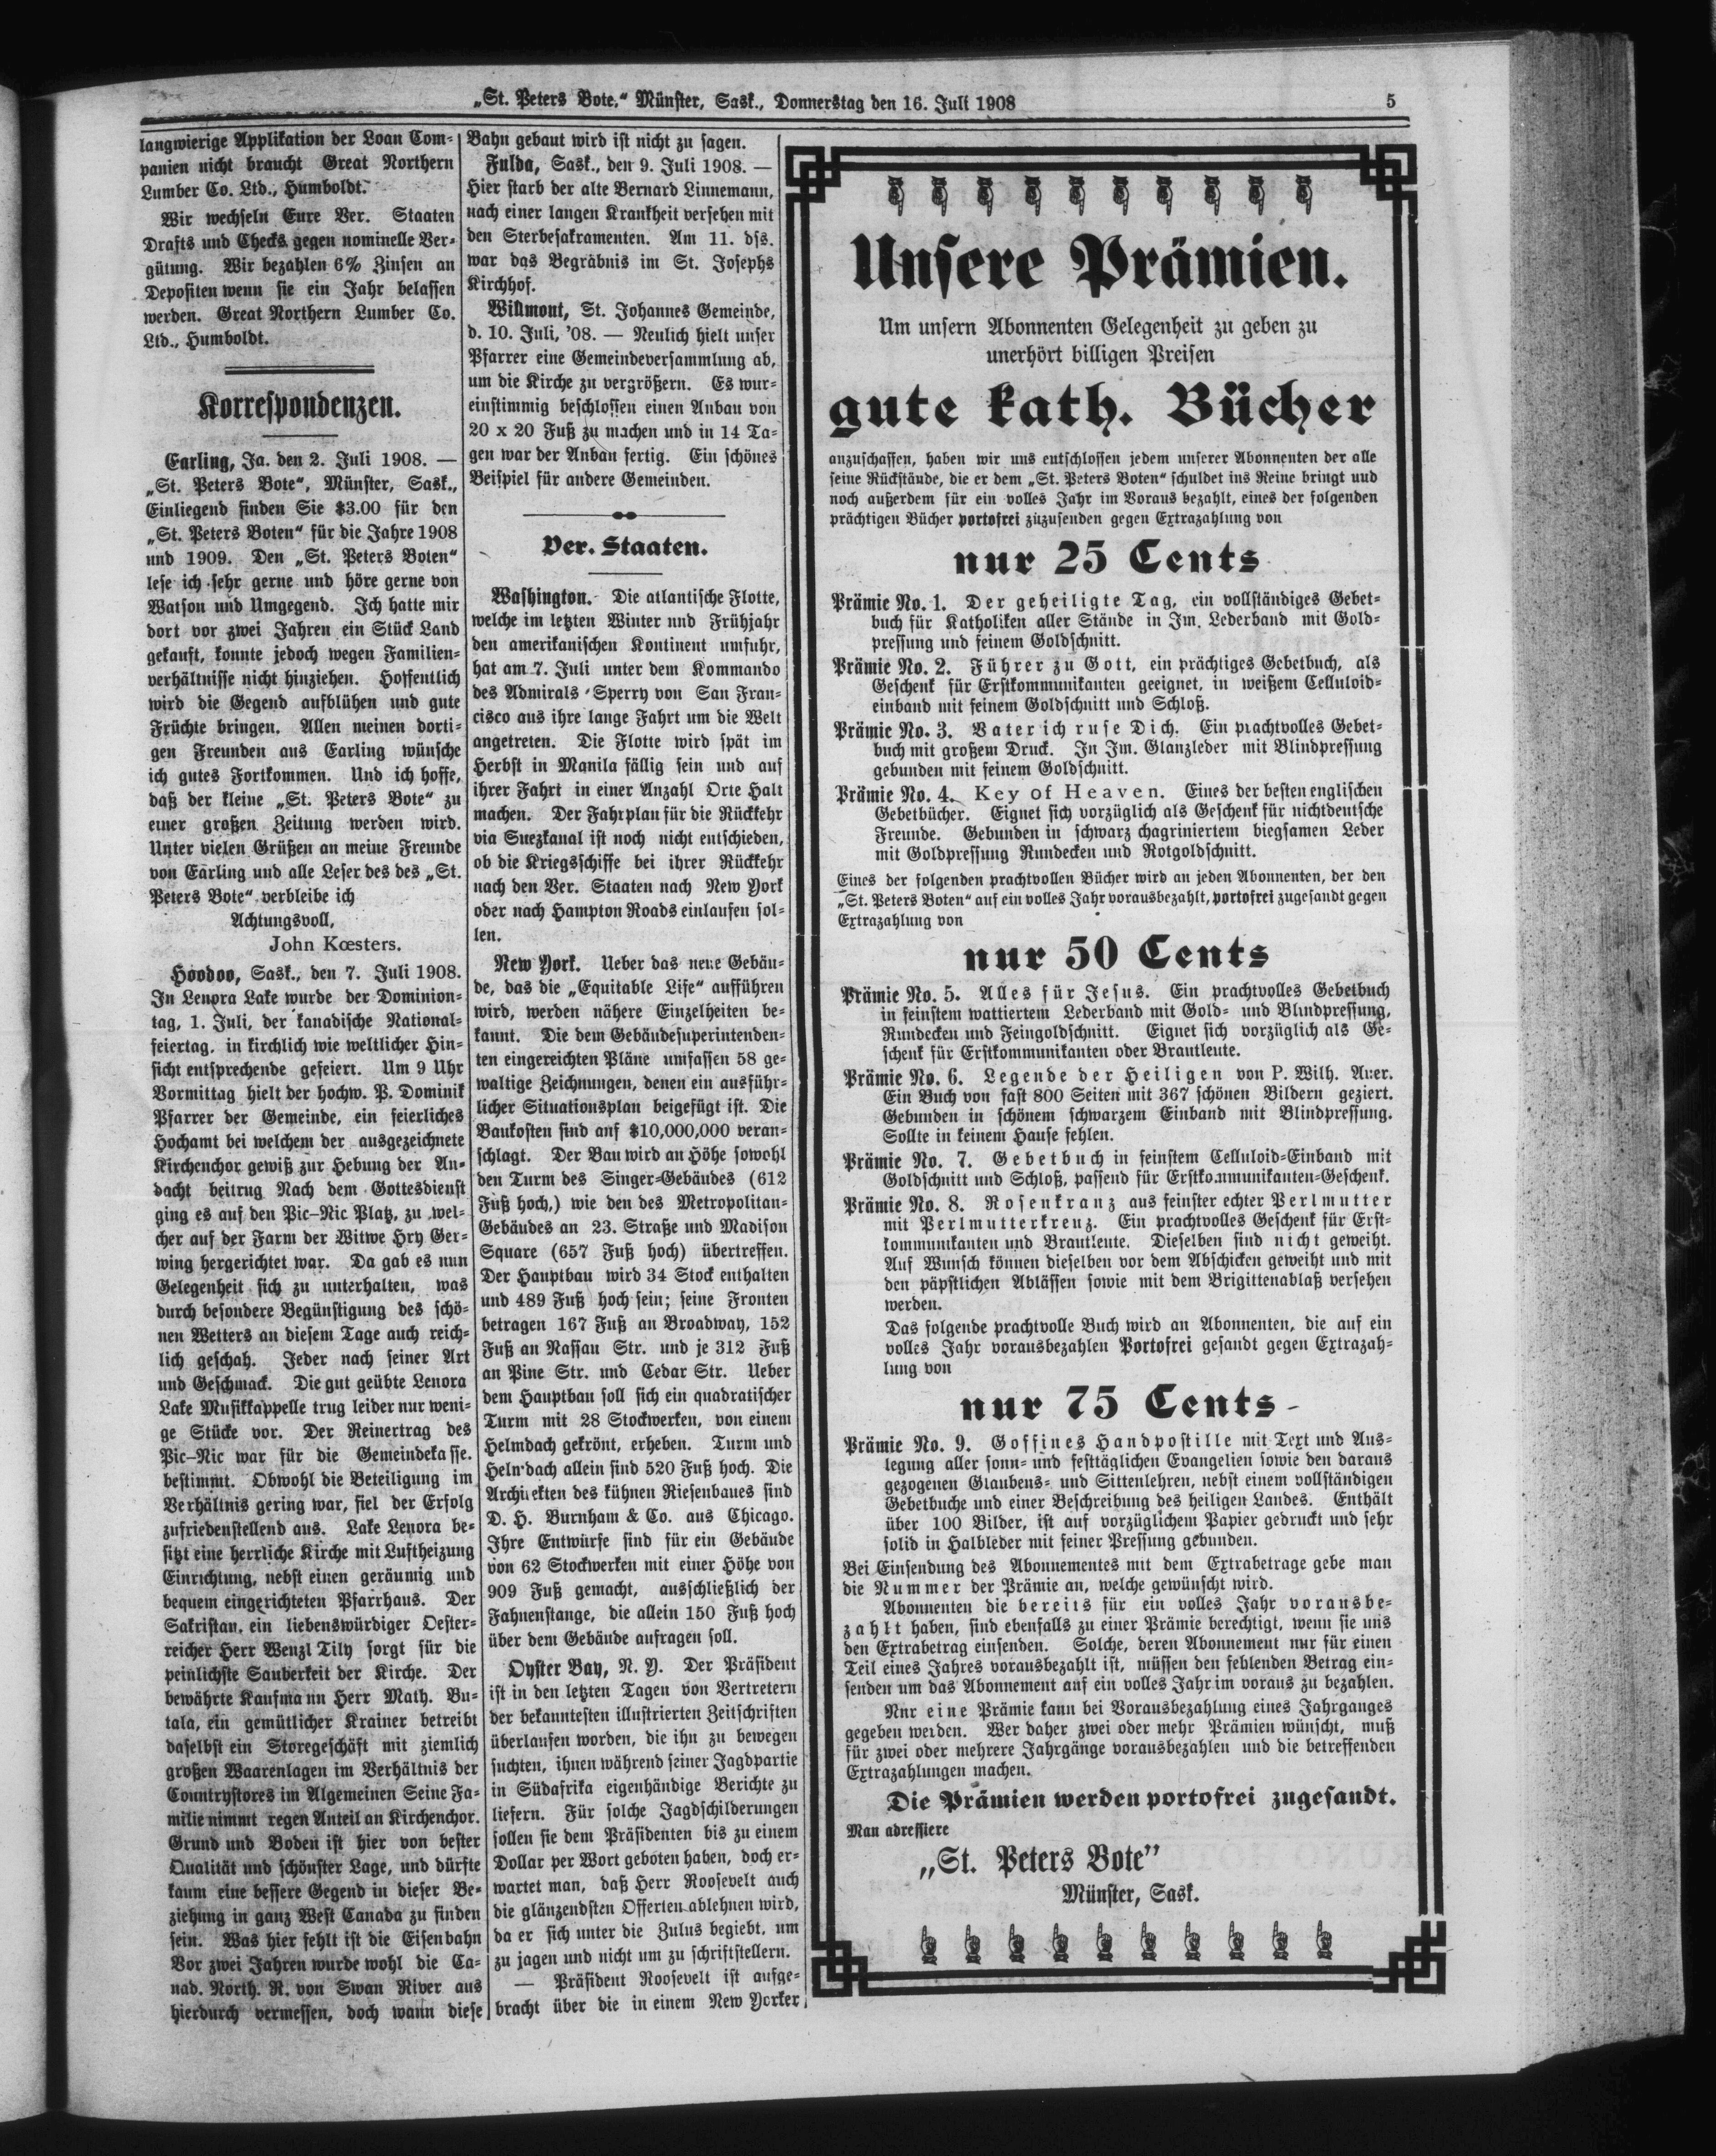 „St. Peters Bote," Münster, Sask., Donnerstag den 16. Juli 1908
5
langwierige Applikation der Loan Com-
panien nicht braucht Great Northern
Lumber Co. Ltd., Humboldt.
Wir wechseln Eure Ver. Staaten
Drafts und Checks gegen nominelle Ver-
gütung. Wir bezahlen 6% Zinsen an
Depositen wenn sie ein Jahr belassen
werden. Great Northern Lumber Co.
Ltd., Humboldt.
Korrespondenzen.
Earling, Ja. den 2. Juli 1908. —
„St. Peters Bote", Münster, Sask.,
Einliegend finden Sie $3.00 für den
„St. Peters Boten" für die Jahre 1908
und 1909. Den „St. Peters Boten"
lese ich sehr gerne und höre gerne von
Watson und Umgegend. Ich hatte mir
dort vor zwei Jahren ein Stück Land
gekauft, konnte jedoch wegen Familien-
verhältnisse nicht hinziehen. Hoffentlich
wird die Gegend aufblühen und gute
Früchte bringen. Allen meinen dorti-
gen Freunden aus Earling wünsche
ich gutes Fortkommen. Und ich hoffe,
daß der kleine „St. Peters Bote" zu
einer großen Zeitung werden wird.
Unter vielen Grüßen an meine Freunde
von Earling und alle Leser des des „St.
Peters Bote" verbleibe ich
Achtungsvoll,
John Kœsters.
Hoodoo, Sask., den 7. Juli 1908.
In Lenora Lake wurde der Dominion-
tag, 1. Juli, der kanadische National-
feiertag, in kirchlich wie weltlicher Hin-
sicht entsprechende gefeiert. Um 9 Uhr
Vormittag hielt der hochw. P. Dominik
Pfarrer der Gemeinde, ein feierliches
Hochamt bei welchem der ausgezeichnete
Kirchenchor gewiß zur Hebung der An-
dacht beitrug Nach dem Gottesdienst
ging es auf den Pic-Nic Platz, zu wel-
cher auf der Farm der Witwe Hry Ger-
wing hergerichtet war. Da gab es nun
Gelegenheit sich zu unterhalten, was
durch besondere Begünstigung des schö-
nen Wetters an diesem Tage auch reich-
lich geschah. Jeder nach seiner Art
und Geschmack. Die gut geübte Lenora
Lake Musikkappelle trug leider nur weni-
ge Stücke vor. Der Reinertrag des
Pic-Nic war für die Gemeindekasse.
bestimmt. Obwohl die Beteiligung im
Verhältnis gering war, fiel der Erfolg
zufriedenstellend aus. Lake Lenora be-
sitzt eine herrliche Kirche mit Luftheizung
Einrichtung, nebst einen geräumig und
bequem eingerichteten Pfarrhaus. Der
Sakristan, ein liebenswürdiger Oester-
reicher Herr Wenzl Tily sorgt für die
peinlichste Sauberkeit der Kirche. Der
bewährte Kaufmann Herr Math. Bu-
tala, ein gemütlicher Krainer betreibt
daselbst ein Storegeschäft mit ziemlich
großen Waarenlagen im Verhältnis der
Countrystores im Algemeinen Seine Fa-
milie nimmt regen Anteil an Kirchenchor.
Grund und Boden ist hier von bester
Qualität und schönster Lage, und dürfte
kaum eine bessere Gegend in dieser Be-
ziehung in ganz West Canada zu finden
sein. Was hier fehlt ist die Eisenbahn
Vor zwei Jahren wurde wohl die Ca-
nad. North. R. von Swan River aus
hierdurch vermessen, doch wann diese
Bahn gebaut wird ist nicht zu sagen.
Fulda, Sask., den 9. Juli 1908. —
Hier starb der alte Bernard Linnemann,
nach einer langen Krankheit versehen mit
den Sterbesakramenten. Am 11. dss.
war das Begräbnis im St. Josephs
Kirchhof.
Willmont, St. Johannes Gemeinde,
d. 10. Juli, '08. — Neulich hielt unser
Pfarrer eine Gemeindeversammlung ab,
um die Kirche zu vergrößern. Es wur-
einstimmig beschlossen einen Anbau von
20 x 20 Fuß zu machen und in 14 Ta-
gen war der Anbau fertig. Ein schönes
Beispiel für andere Gemeinden.
Ver. Staaten.
Washington. Die atlantische Flotte,
welche im letzten Winter und Frühjahr
den amerikanischen Kontinent umfuhr,
hat am 7. Juli unter dem Kommando
des Admirals Sperry von San Fran-
cisco aus ihre lange Fahrt um die Welt
angetreten. Die Flotte wird spät im
Herbst in Manila fällig sein und auf
ihrer Fahrt in einer Anzahl Orte Halt
machen. Der Fahrplan für die Rückkehr
via Suezkanal ist noch nicht entschieden,
ob die Kriegsschiffe bei ihrer Rückkehr
nach den Ver. Staaten nach New York
oder nach Hampton Roads einlaufen sol-
len.
New York. Ueber das neue Gebäu-
de, das die „Equitable Life" aufführen
wird, werden nähere Einzelheiten be-
kannt. Die dem Gebäudesuperintenden-
ten eingereichten Pläne umfassen 58 ge-
waltige Zeichnungen, denen ein ausführ-
licher Situationsplan beigefügt ist. Die
Baukosten sind auf $10,000,000 veran-
schlagt. Der Bau wird an Höhe sowohl
den Turm des Singer-Gebäudes (612
Fuß hoch,) wie den des Metropolitan-
Gebäudes an 23. Straße und Madison
Square (657 Fuß hoch) übertreffen.
Der Hauptbau wird 34 Stock enthalten
und 489 Fuß hoch sein; seine Fronten
betragen 167 Fuß an Broadway, 152
Fuß an Nassau Str. und je 312 Fuß
an Pine Str. und Cedar Str. Ueber
dem Hauptbau soll sich ein quadratischer
Turm mit 28 Stockwerken, von einem
Helmdach gekrönt, erheben. Turm und
Helmdach allein sind 520 Fuß hoch. Die
Architekten des kühnen Riesenbaues sind
D. H. Burnham & Co. aus Chicago.
Ihre Entwürfe sind für ein Gebäude
von 62 Stockwerken mit einer Höhe von
909 Fuß gemacht, ausschließlich der
Fahnenstange, die allein 150 Fuß hoch
über dem Gebäude aufragen soll.
Oyster Bay, N. Y. Der Präsident
ist in den letzten Tagen von Vertretern
der bekanntesten illustrierten Zeitschriften
überlaufen worden, die ihn zu bewegen
suchten, ihnen während seiner Jagdpartie
in Südafrika eigenhändige Berichte zu
liefern. Für solche Jagdschilderungen
sollen sie dem Präsidenten bis zu einem
Dollar per Wort geboten haben, doch er-
wartet man, daß Herr Roosevelt auch
die glänzendsten Offerten ablehnen wird,
da er sich unter die Zulus begiebt, um
zu jagen und nicht um zu schriftstellern.
— Präsident Roosevelt ist aufge-
bracht über die in einem New Yorker
Unsere Prämien.
Um unsern Abonnenten Gelegenheit zu geben zu
unerhört billigen Preisen
gute kath. Bücher
anzuschaffen, haben wir uns entschlossen jedem unserer Abonnenten der alle
seine Rückstände, die er dem „St. Peters Boten" schuldet ins Reine bringt und
noch außerdem für ein volles Jahr im Voraus bezahlt, eines der folgenden
prächtigen Bücher portofrei zuzusenden gegen Extrazahlung von
nur 25 Cents
Prämie No. 1. Der geheiligte Tag, ein vollständiges Gebet-
buch für Katholiken aller Stände in Im. Lederband mit Gold-
pressung und feinem Goldschnitt.
Prämie No. 2. Führer zu Gott, ein prächtiges Gebetbuch, als
Geschenk für Erstkommunikanten geeignet, in weißem Celluloid-
einband mit feinem Goldschnitt und Schloß.
Prämie No. 3. Vater ich rufe Dich. Ein prachtvolles Gebet-
buch mit großem Druck. In Im. Glanzleder mit Blindpressung
gebunden mit feinem Goldschnitt.
Prämie No. 4. Key of Heaven. Eines der besten englischen
Gebetbücher. Eignet sich vorzüglich als Geschenk für nichtdeutsche
Freunde. Gebunden in schwarz chagriniertem biegsamen Leder
mit Goldpressung Rundecken und Rotgoldschnitt.
Eines der folgenden prachtvollen Bücher wird an jeden Abonnenten, der den
„St. Peters Boten" auf ein volles Jahr vorausbezahlt, portofrei zugesandt gegen
Extrazahlung von
nur 50 Cents
Prämie No. 5. Alles für Jesus. Ein prachtvolles Gebetbuch
in feinstem wattiertem Lederband mit Gold- und Blindpressung,
Rundecken und Feingoldschnitt. Eignet sich vorzüglich als Ge-
schenk für Erstkommunikanten oder Brautleute.
Prämie No. 6. Legende der Heiligen von P. Wilh. Auer.
Ein Buch von fast 800 Seiten mit 367 schönen Bildern geziert.
Gebunden in schönem schwarzem Einband mit Blindpressung.
Sollte in keinem Hause fehlen.
Prämie No. 7. Gebetbuch in feinstem Celluloid-Einband mit
Goldschnitt und Schloß, passend für Erstkommunikanten-Geschenk.
Prämie No. 8. Rosenkranz aus feinster echter Perlmutter
mit Perlmutterkreuz. Ein prachtvolles Geschenk für Erst-
kommunikanten und Brautleute. Dieselben sind nicht geweiht.
Auf Wunsch können dieselben vor dem Abschicken geweiht und mit
den päpstlichen Ablässen sowie mit dem Brigittenablaß versehen
werden.
Das folgende prachtvolle Buch wird an Abonnenten, die auf ein
volles Jahr vorausbezahlen Portofrei gesandt gegen Extrazah-
lung von
nur 75 Cents
Prämie No. 9. Goffines Handpostille mit Text und Aus-
legung aller sonn- und festtäglichen Evangelien sowie den daraus
gezogenen Glaubens- und Sittenlehren, nebst einem vollständigen
Gebetbuche und einer Beschreibung des heiligen Landes. Enthält
über 100 Bilder, ist auf vorzüglichem Papier gedruckt und sehr
solid in Halbleder mit feiner Pressung gebunden.
Bei Einsendung des Abonnementes mit dem Extrabetrage gebe man
die Nummer der Prämie an, welche gewünscht wird.
Abonnenten die bereits für ein volles Jahr vorausbe-
zahlt haben, sind ebenfalls zu einer Prämie berechtigt, wenn sie uns
den Extrabetrag einsenden. Solche, deren Abonnement nur für einen
Teil eines Jahres vorausbezahlt ist, müssen den fehlenden Betrag ein-
senden um das Abonnement auf ein volles Jahr im voraus zu bezahlen.
Nur eine Prämie kann bei Vorausbezahlung eines Jahrganges
gegeben werden. Wer daher zwei oder mehr Prämien wünscht, muß
für zwei oder mehrere Jahrgänge vorausbezahlen und die betreffenden
Extrazahlungen machen.
Die Prämien werden portofrei zugesandt.
Man adressiere
„St. Peters Bote"
Münster, Sask.